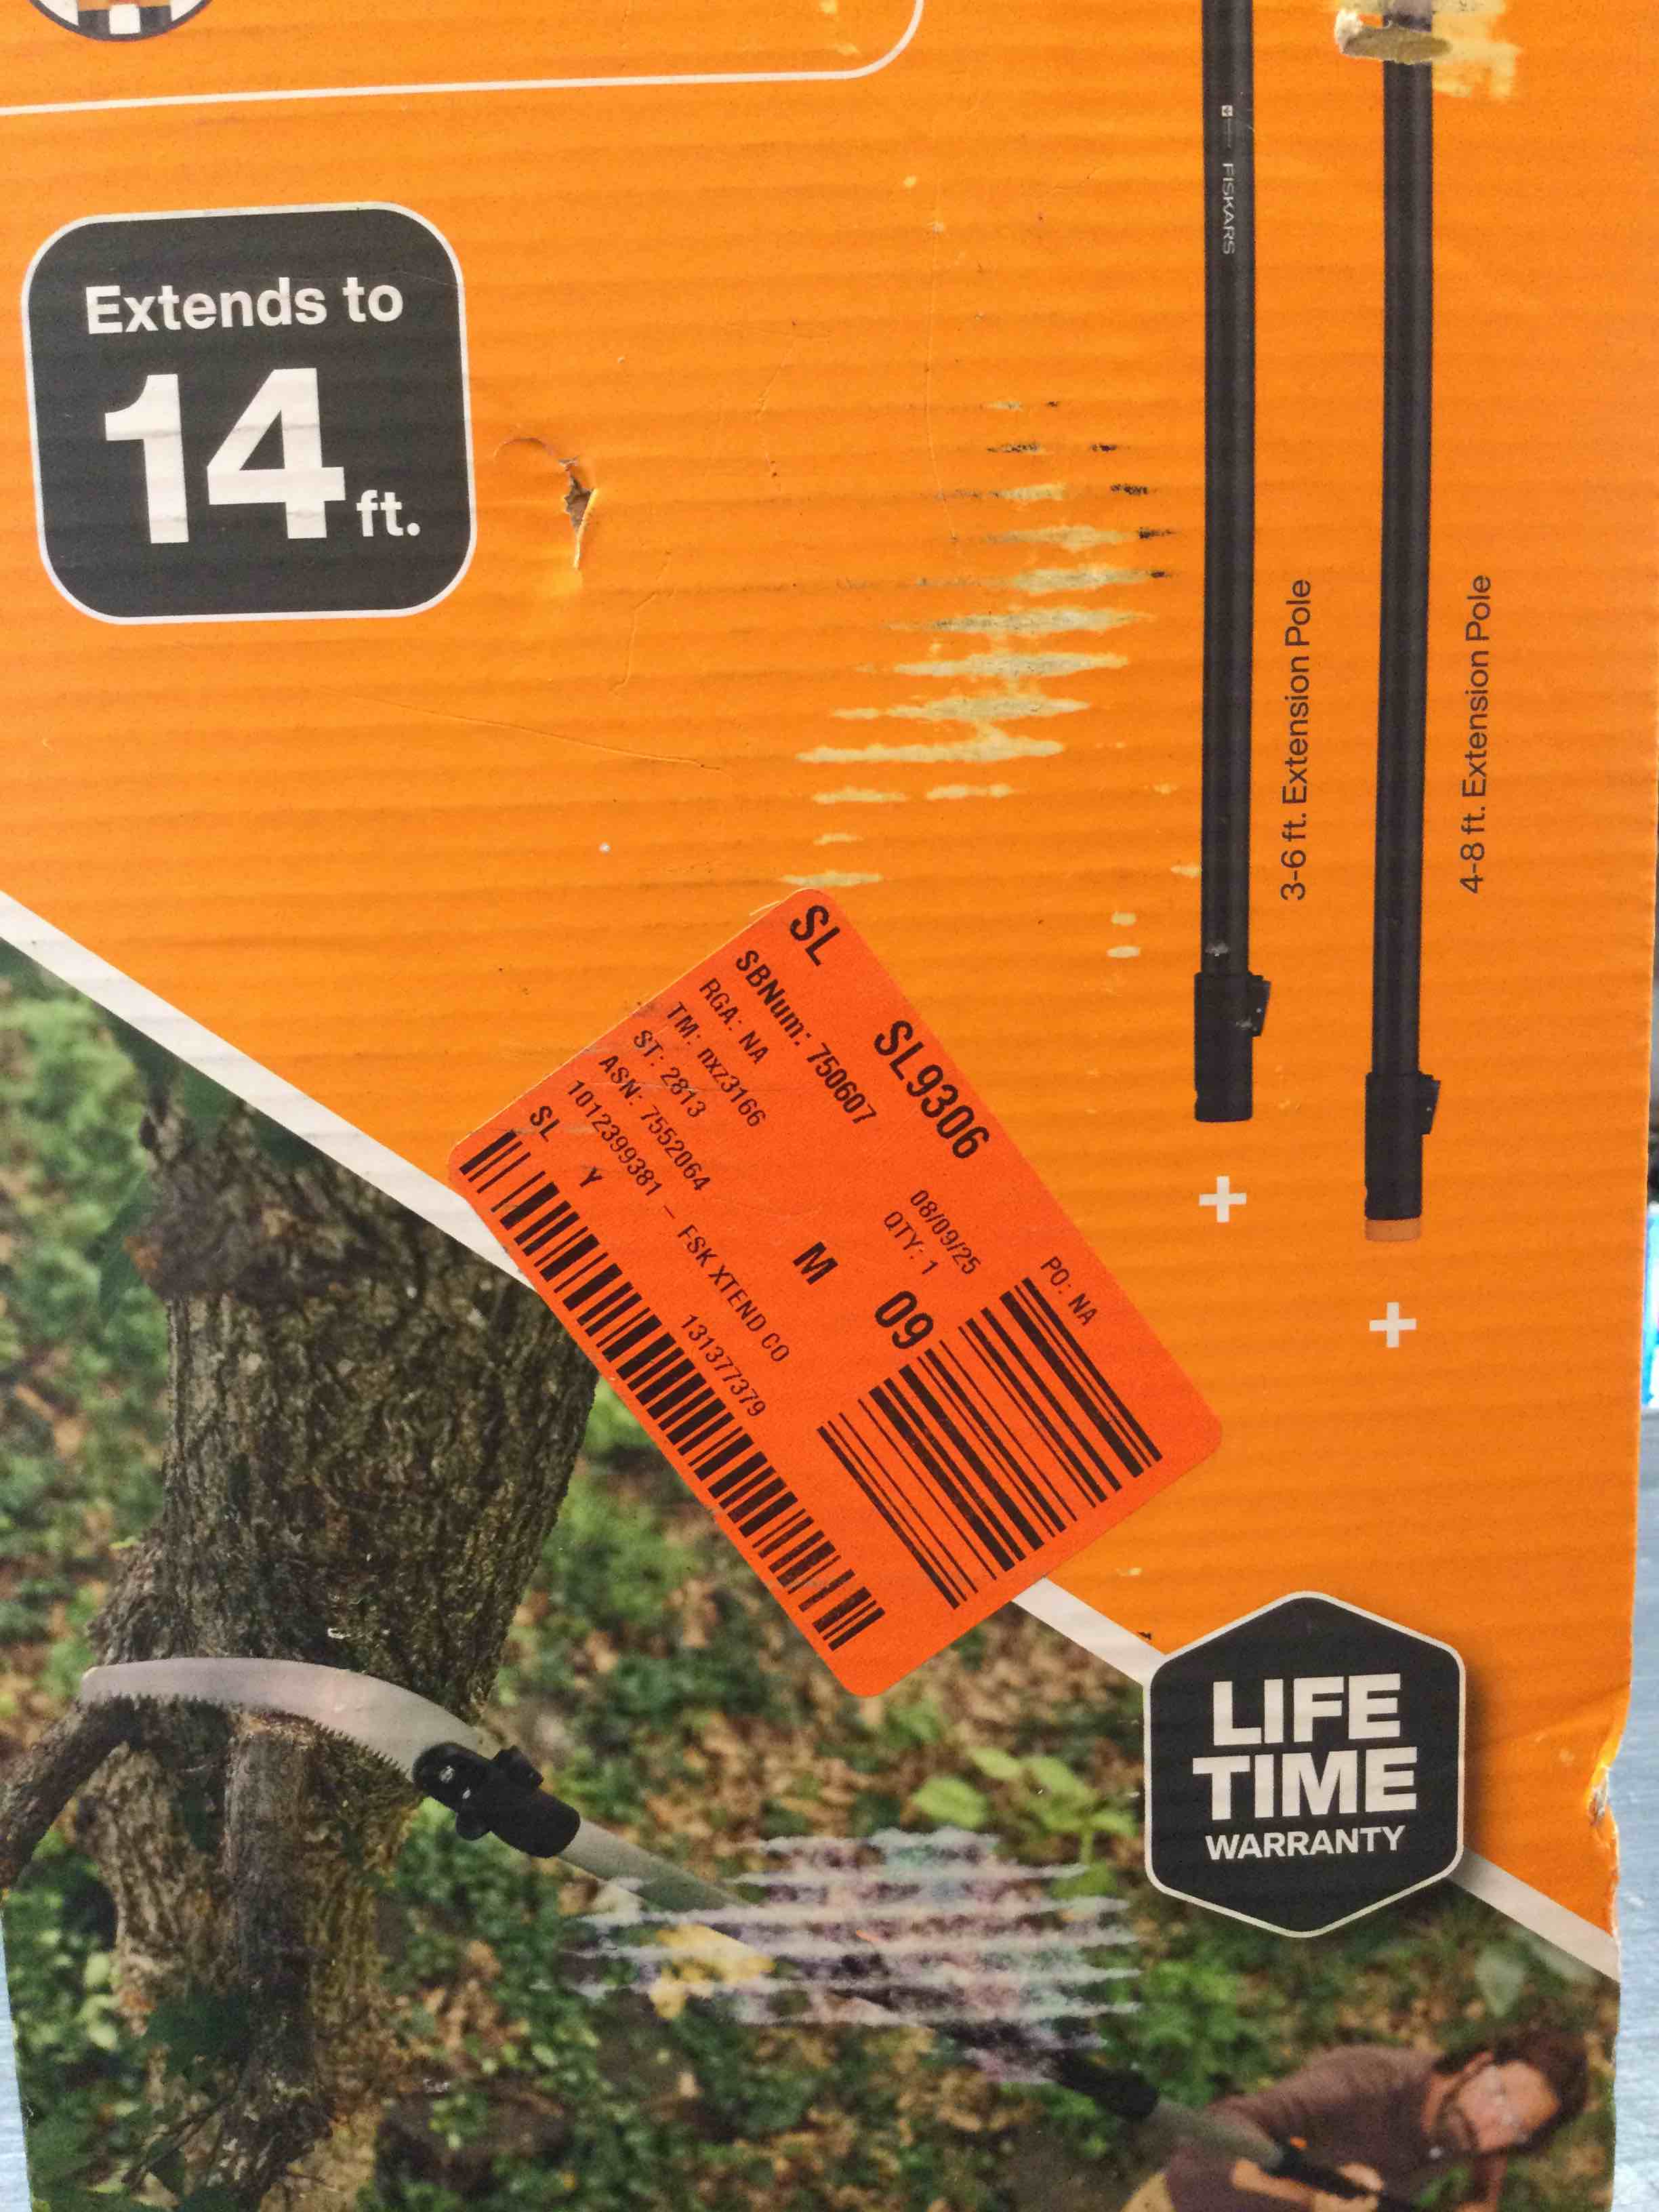 FISKARS
Extends to
14 ft.
3-6 ft. Extension Pole
4-8 ft. Extension Pole
SL SL9306
SBNum: 750607
RGA: NA
TM: nxz3166
ST: 2813
ASN: 7552064
1012399381 – FSK XTEND CO
SL Y 131377379
PO: NA
08/09/25
QTY: 1
M 09
LIFE
TIME
WARRANTY